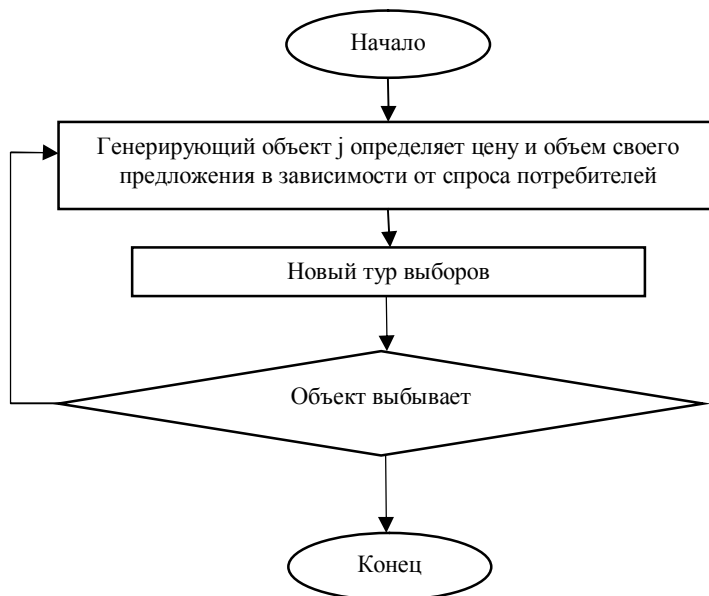 Начало
Генерирующий объект j определяет цену и объем своего
предложения в зависимости от спроса потребителей
Новый тур выборов
Объект выбывает
Конец